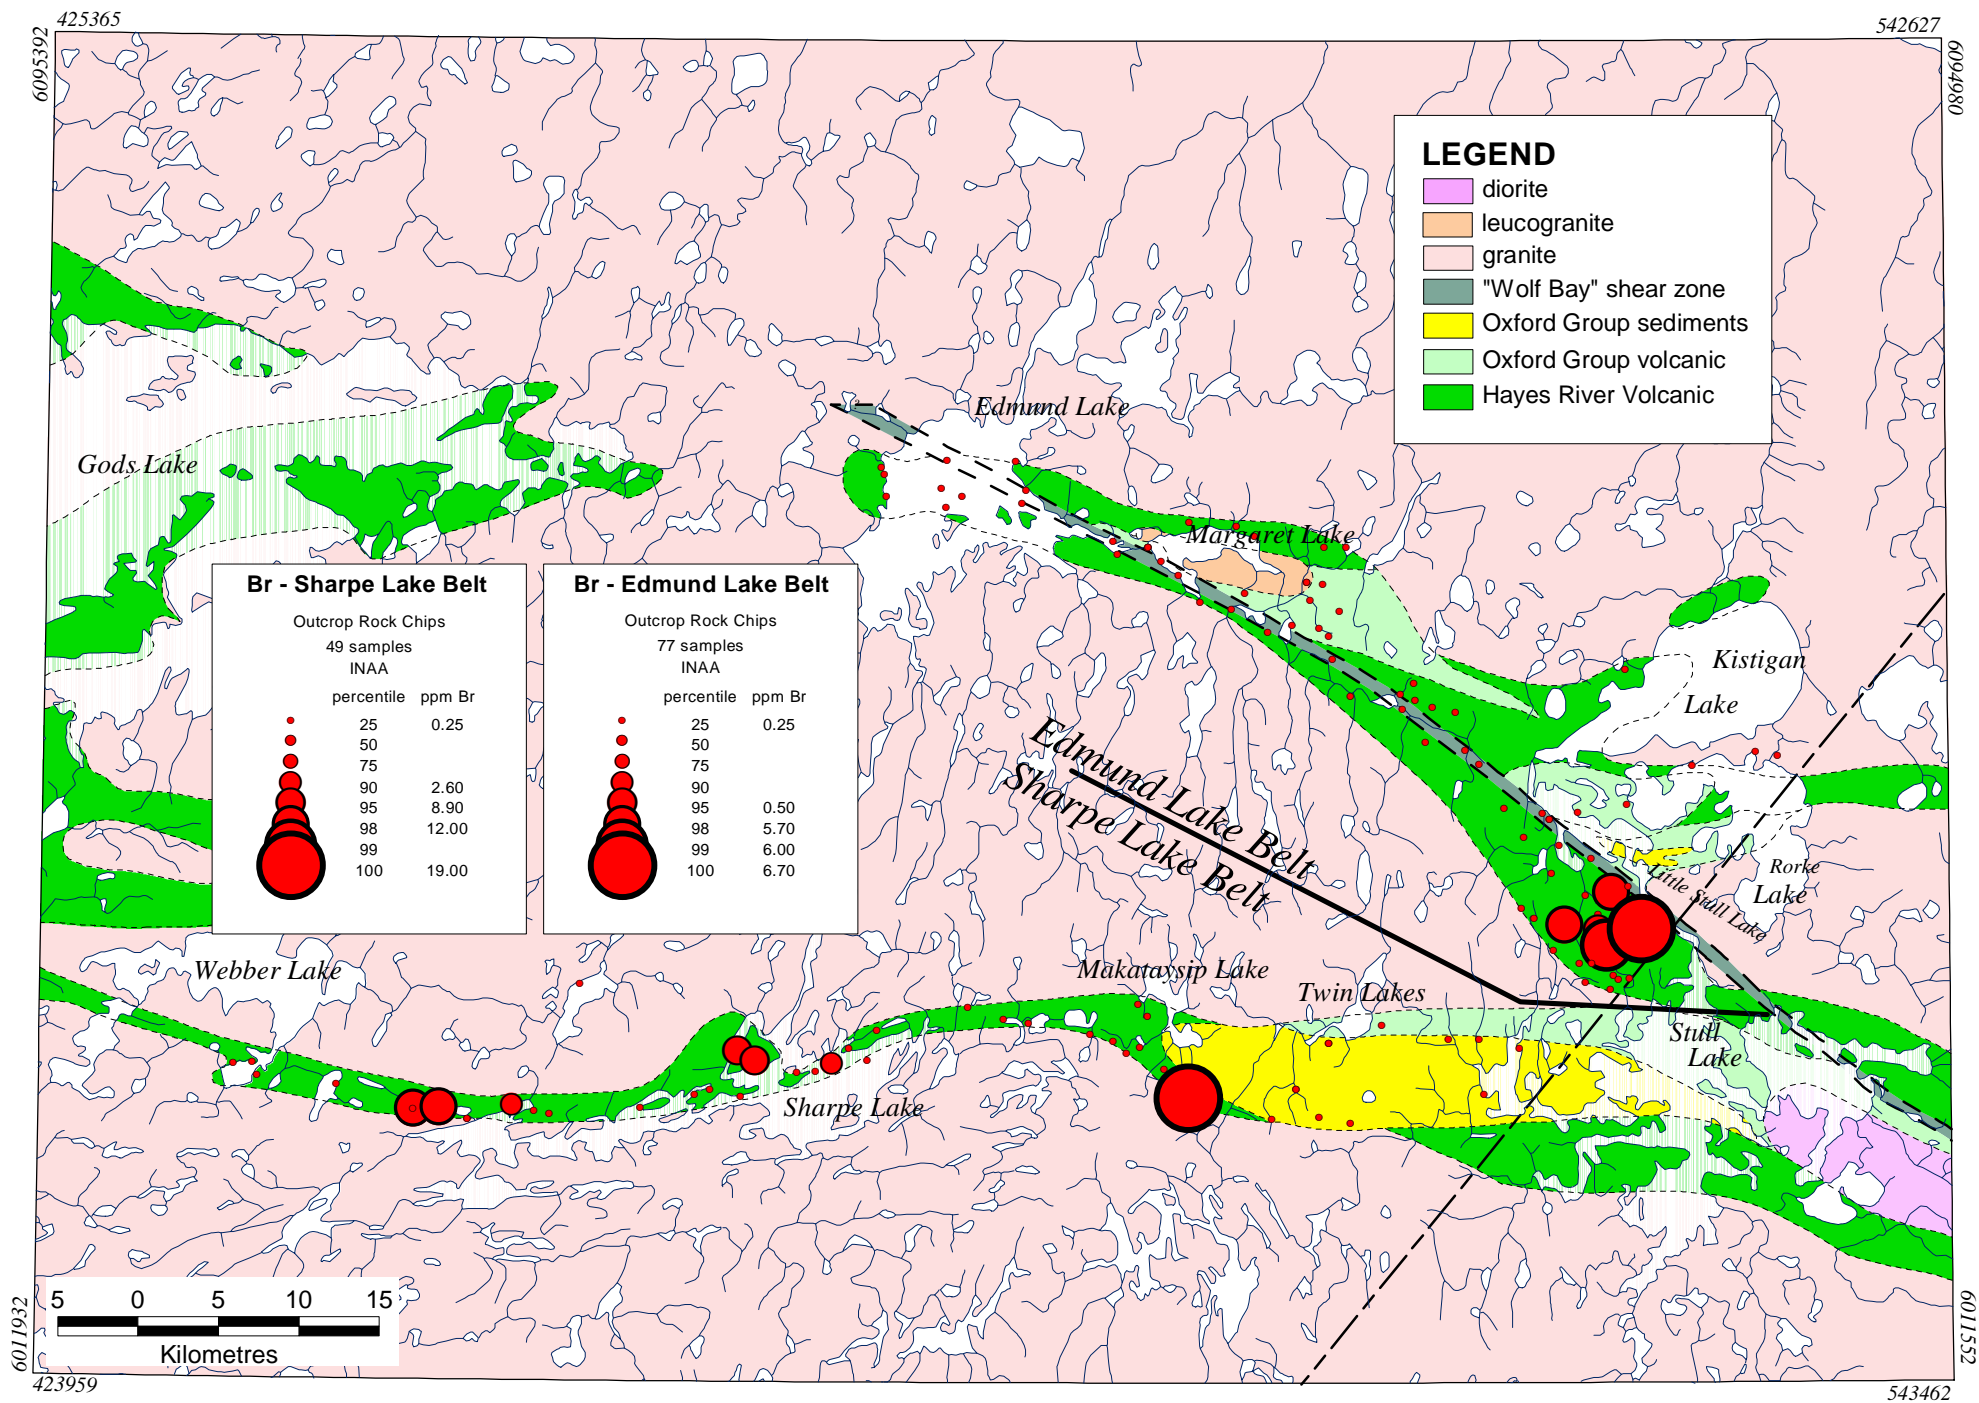 425365
542627
6095392
6094980
LEGEND
diorite
leucogranite
granite
"Wolf Bay" shear zone
Oxford Group sediments
Oxford Group volcanic
Hayes River Volcanic
Edmund Lake
Gods Lake
Margaret Lake
Br - Sharpe Lake Belt
Outcrop Rock Chips
49 samples
INAA
percentile ppm Br
25 0.25
50
75
90 2.60
95 8.90
98 12.00
99
100 19.00
Br - Edmund Lake Belt
Outcrop Rock Chips
77 samples
INAA
percentile ppm Br
25 0.25
50
75
90
95 0.50
98 5.70
99 6.00
100 6.70
Kistigan
Lake
Edmund Lake Belt
Sharpe Lake Belt
Rorke
Lake
Little Stull Lake
Webber Lake
Makataysip Lake
Twin Lakes
Stull
Lake
Sharpe Lake
5 0 5 10 15
Kilometres
6011932
6011552
423959
543462